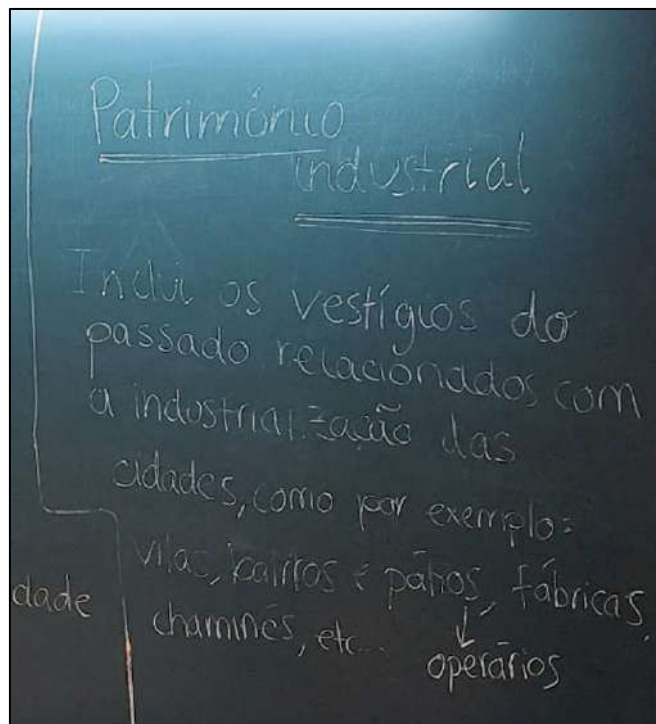 Património
industrial
Inclui os vestígios do
passado relacionados com
a industrialização das
cidades, como por exemplo:
vilas, bairros e pátios, fábricas,
chaminés, etc...
operários
dade